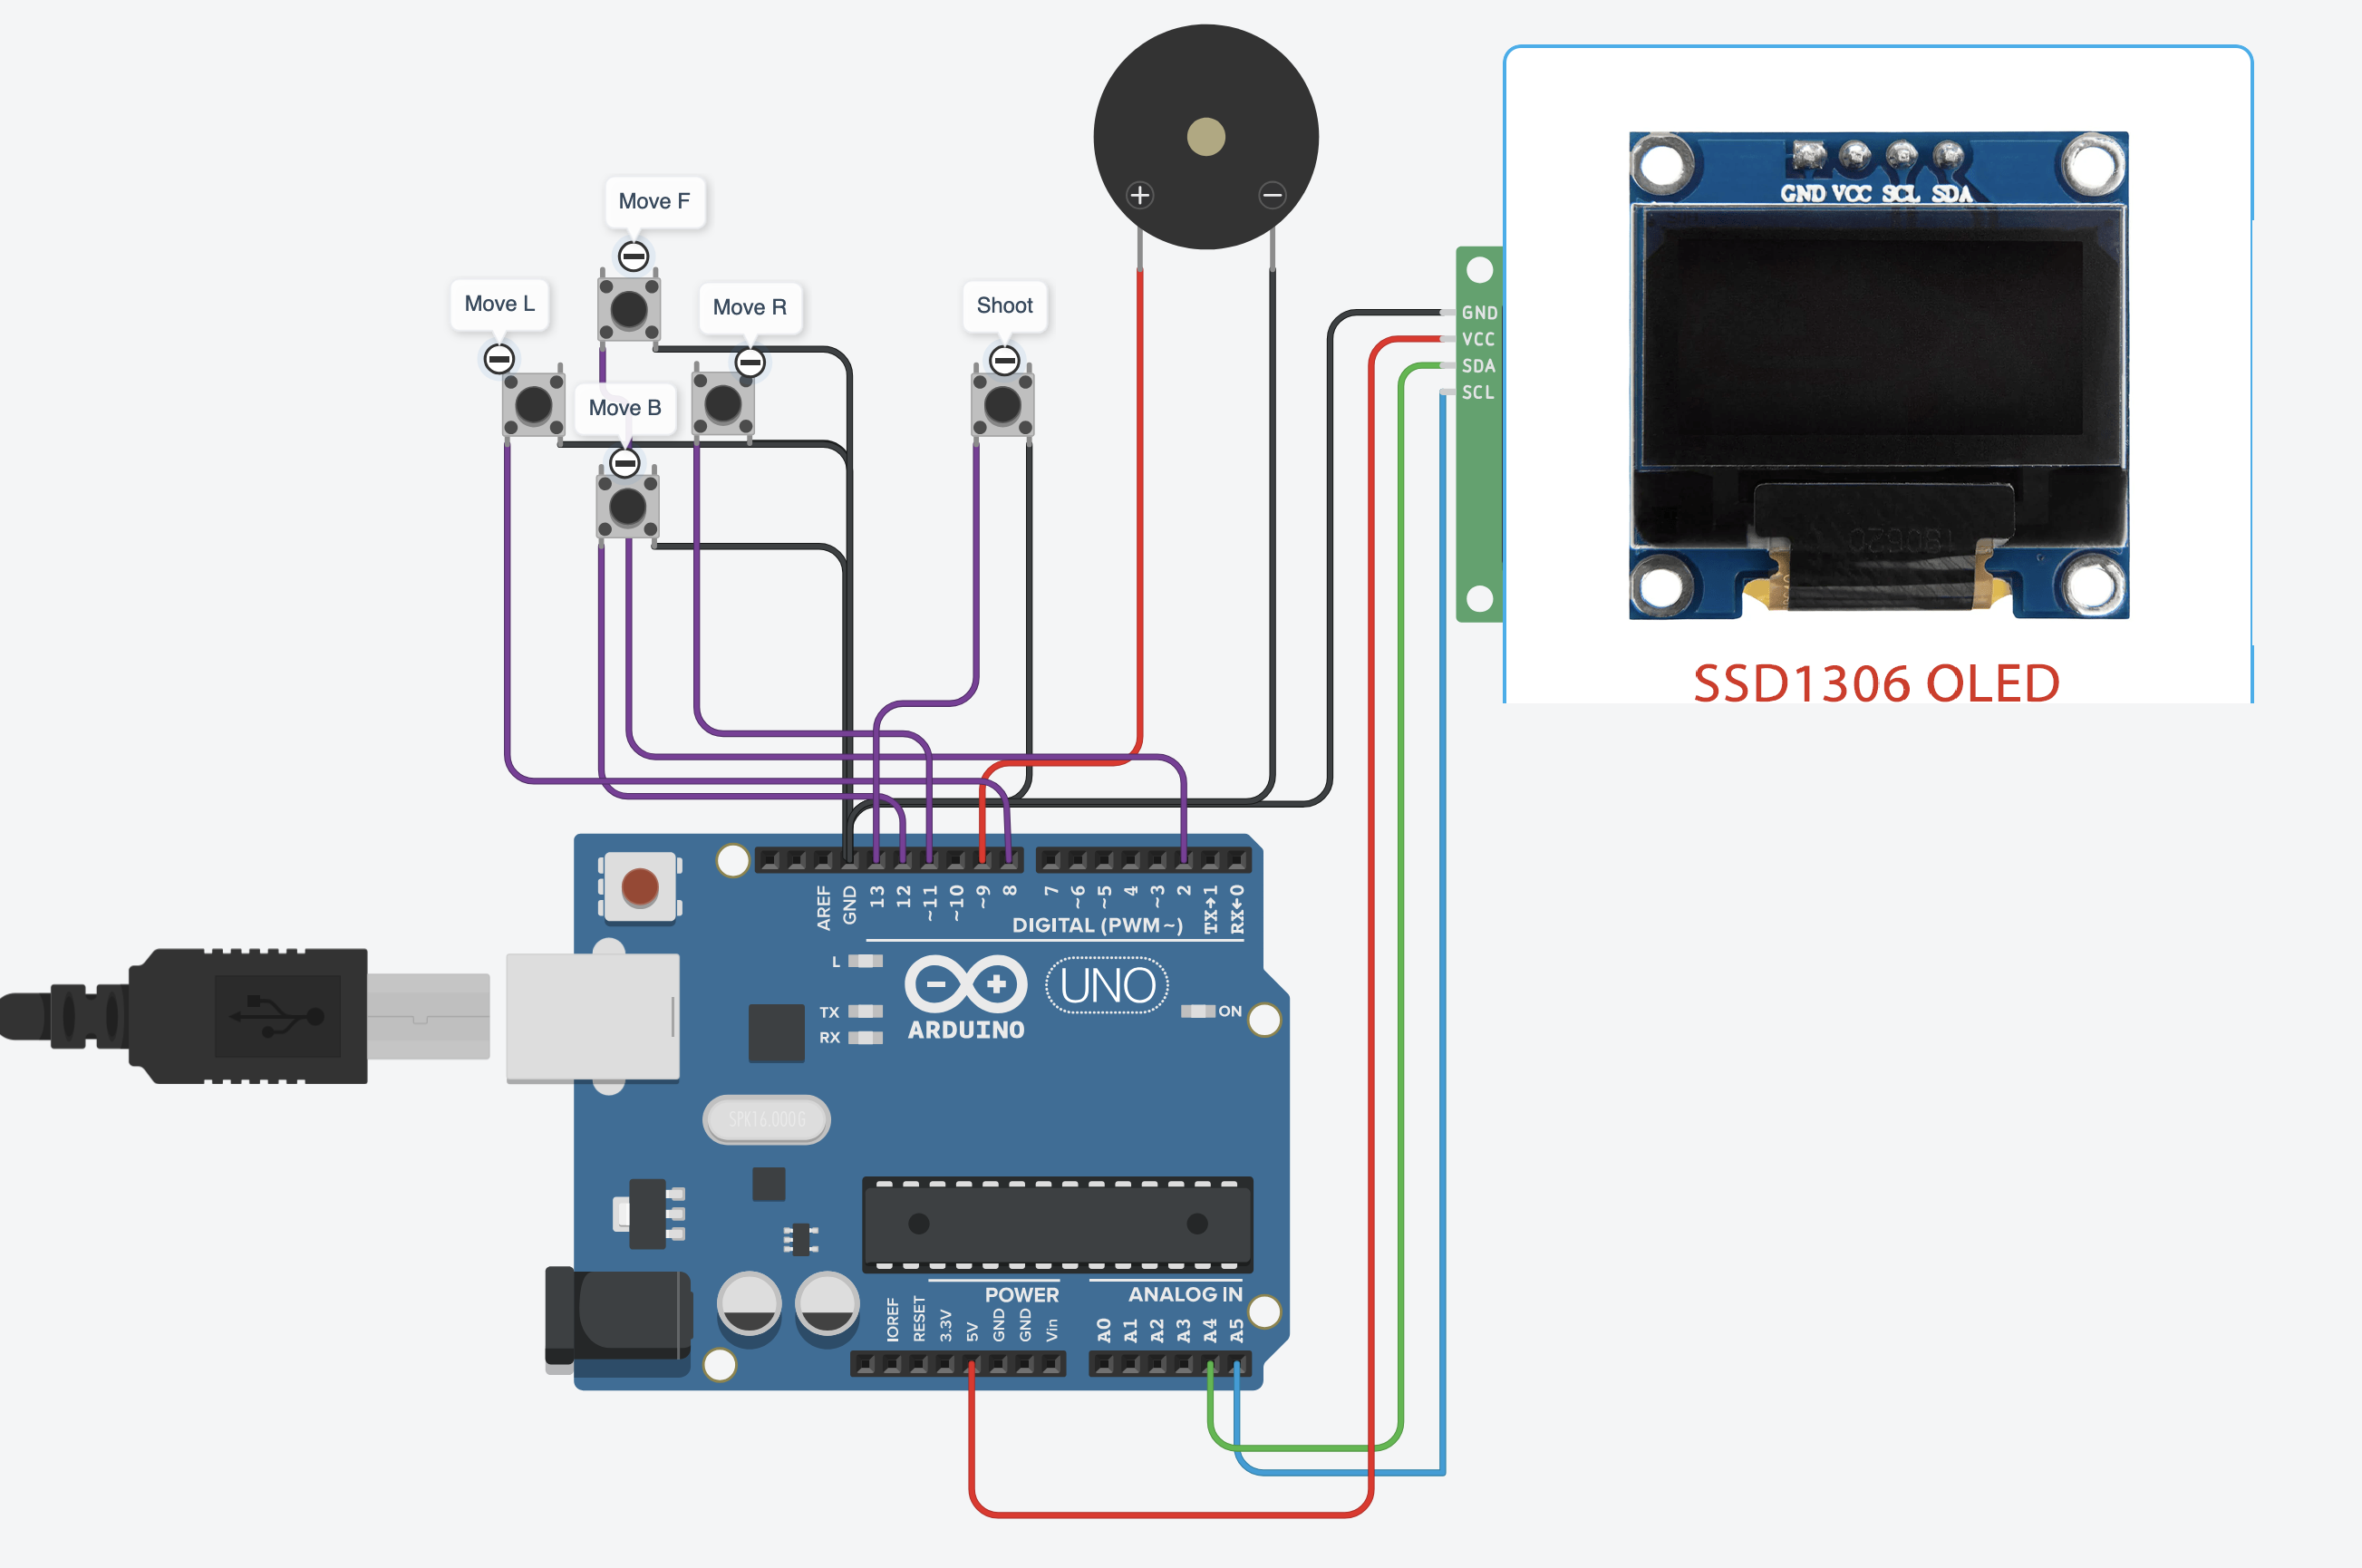 Move F
Move L
Move R
Shoot
Move B
GND VCC SCL SDA
GND
VCC
SDA
SCL
SSD1306 OLED
AREF
GND
13
12
~11
~10
~9
8
7
~6
~5
4
~3
2
TX→1
RX←0
DIGITAL (PWM ~)
L
TX
RX
ARDUINO
UNO
ON
SPK16.000G
POWER
ANALOG IN
IOREF
RESET
3.3V
5V
GND
GND
Vin
A0
A1
A2
A3
A4
A5